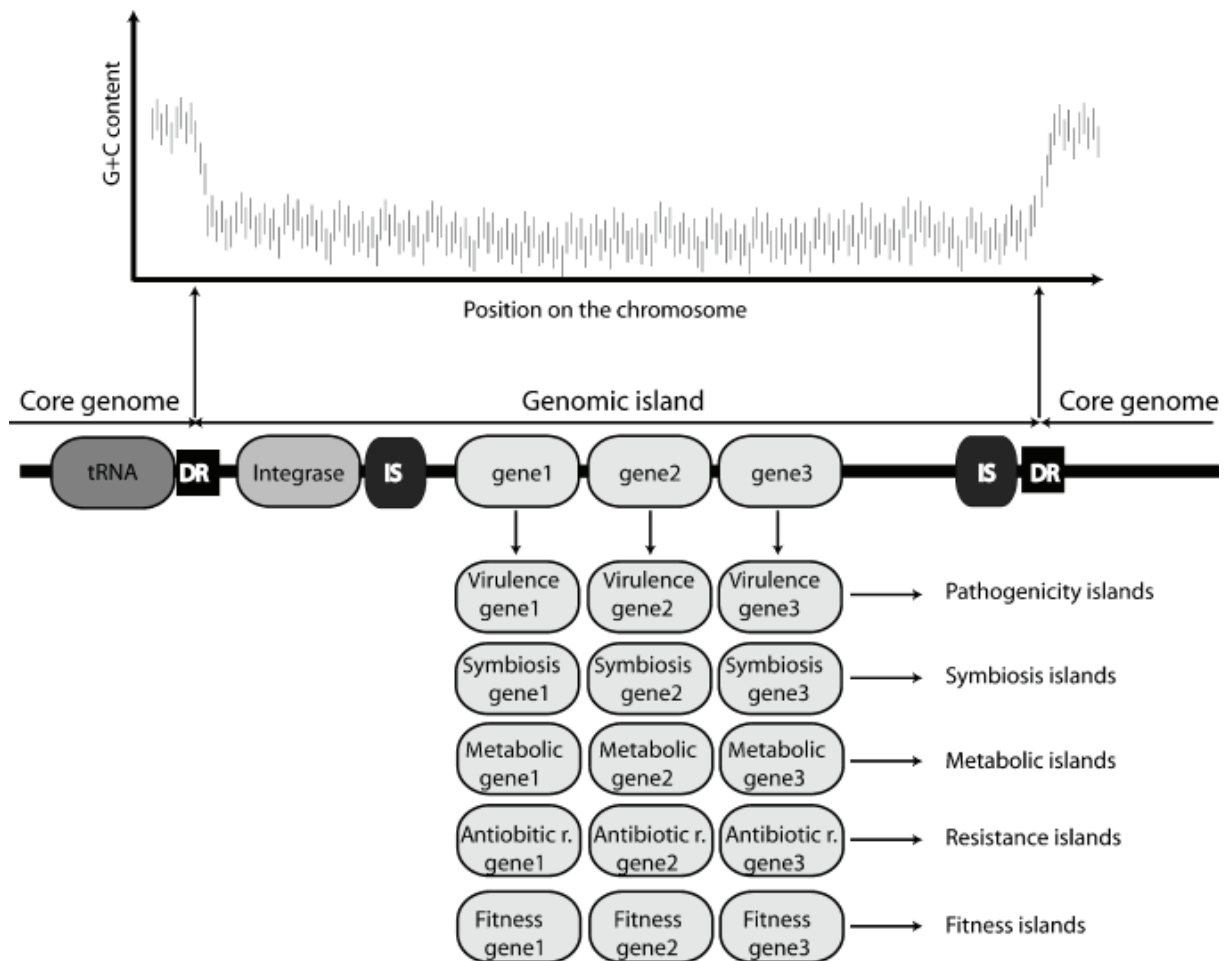 G+C content
Position on the chromosome
Core genome
Genomic island
Core genome
tRNA
DR
Integrase
IS
gene1
gene2
gene3
IS
DR
Virulence
gene1
Virulence
gene2
Virulence
gene3
Pathogenicity islands
Symbiosis
gene1
Symbiosis
gene2
Symbiosis
gene3
Symbiosis islands
Metabolic
gene1
Metabolic
gene2
Metabolic
gene3
Metabolic islands
Antiobitic r.
gene1
Antibiotic r.
gene2
Antibiotic r.
gene3
Resistance islands
Fitness
gene1
Fitness
gene2
Fitness
gene3
Fitness islands